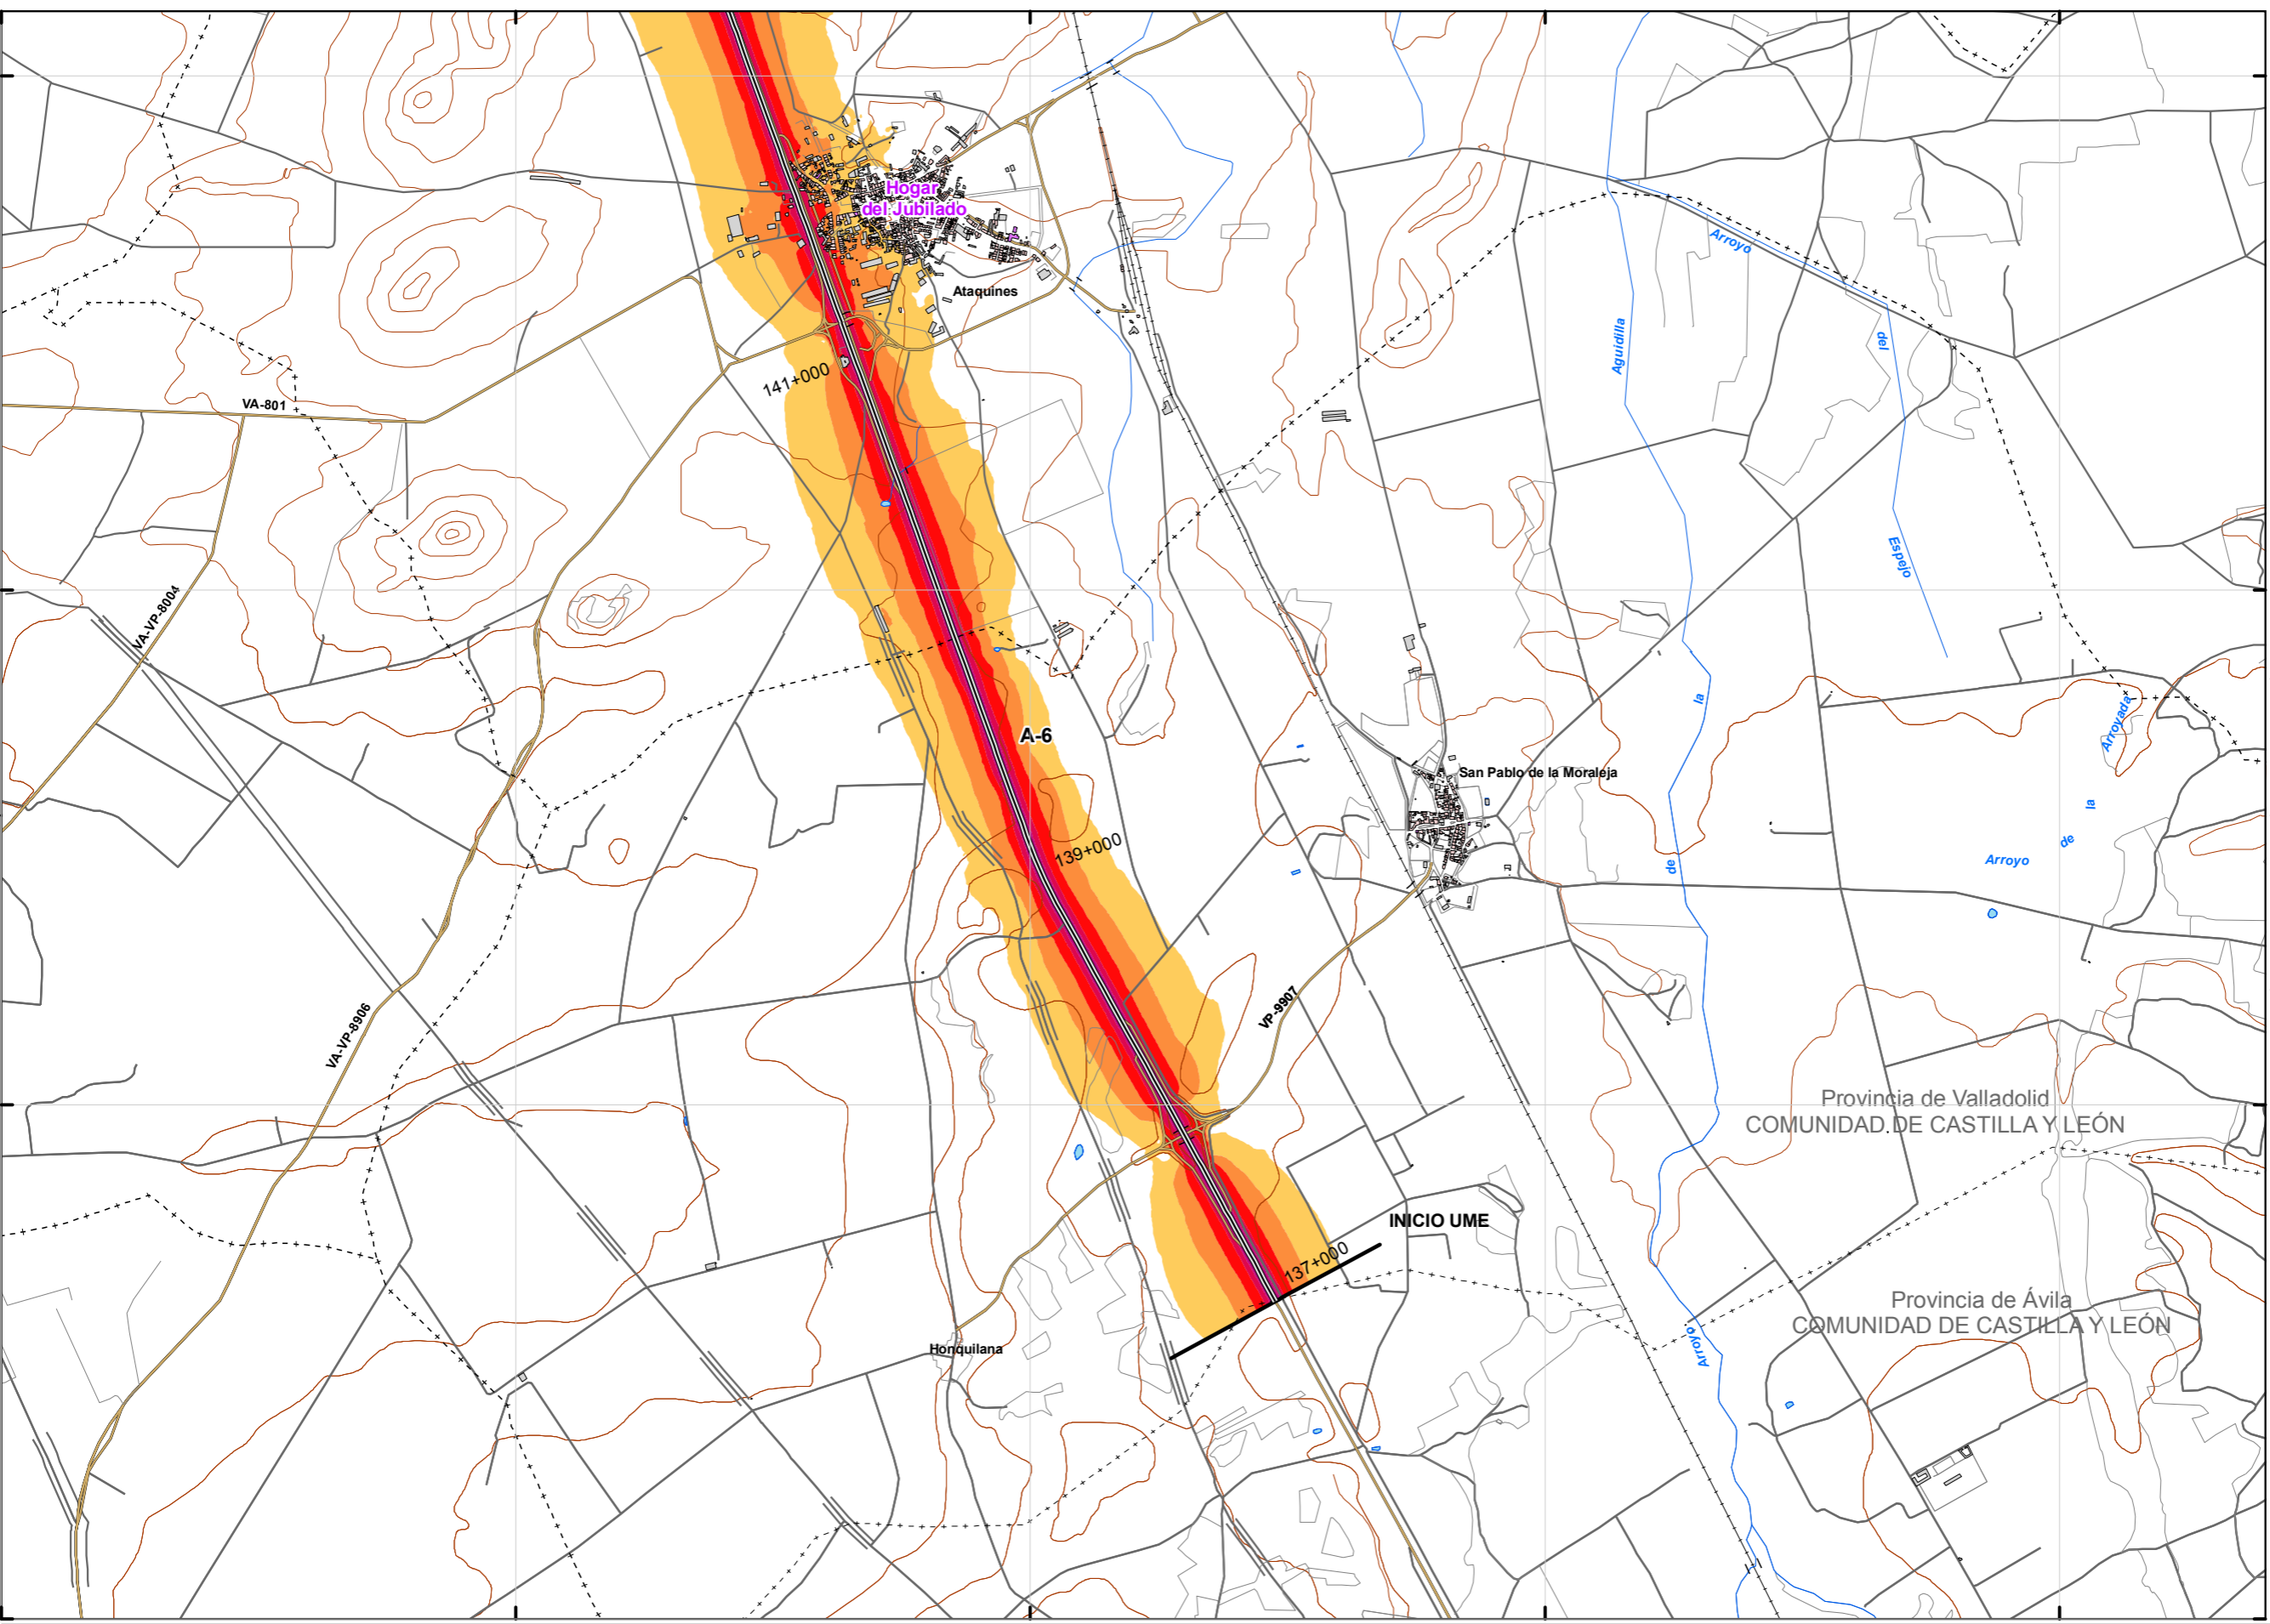 Hogar
del Jubilado
Arroyo
Ataquines
Aguidilla
del
141+000
VA-801
Espejo
VA-VP-8004
la
Arroyada
A-6
San Pablo de la Moraleja
la
139+000
de
Arroyo
de
VP-9907
VA-VP-8906
Provincia de Valladolid
COMUNIDAD DE CASTILLA Y LEÓN
INICIO UME
137+000
Provincia de Ávila
COMUNIDAD DE CASTILLA Y LEÓN
Arroyo
Honquilana